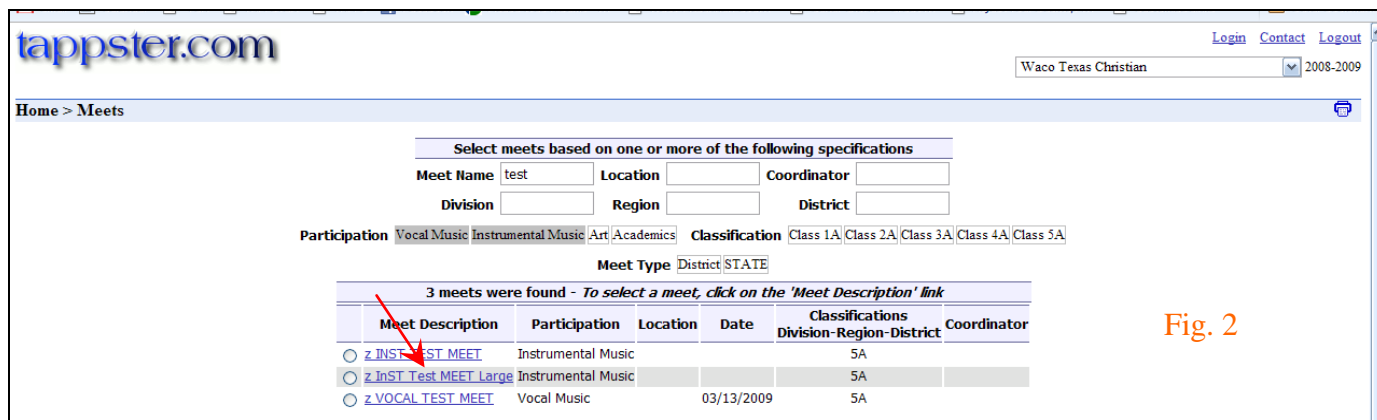 tappster.com
Login Contact Logout
Waco Texas Christian 2008-2009
Home > Meets
Select meets based on one or more of the following specifications
Meet Name test Location Coordinator
Division Region District
Participation Vocal Music Instrumental Music Art Academics Classification Class 1A Class 2A Class 3A Class 4A Class 5A
Meet Type District STATE
3 meets were found - To select a meet, click on the 'Meet Description' link
Meet Description Participation Location Date Classifications Division-Region-District Coordinator
z INST TEST MEET Instrumental Music 5A
z InST Test MEET Large Instrumental Music 5A
z VOCAL TEST MEET Vocal Music 03/13/2009 5A
Fig. 2